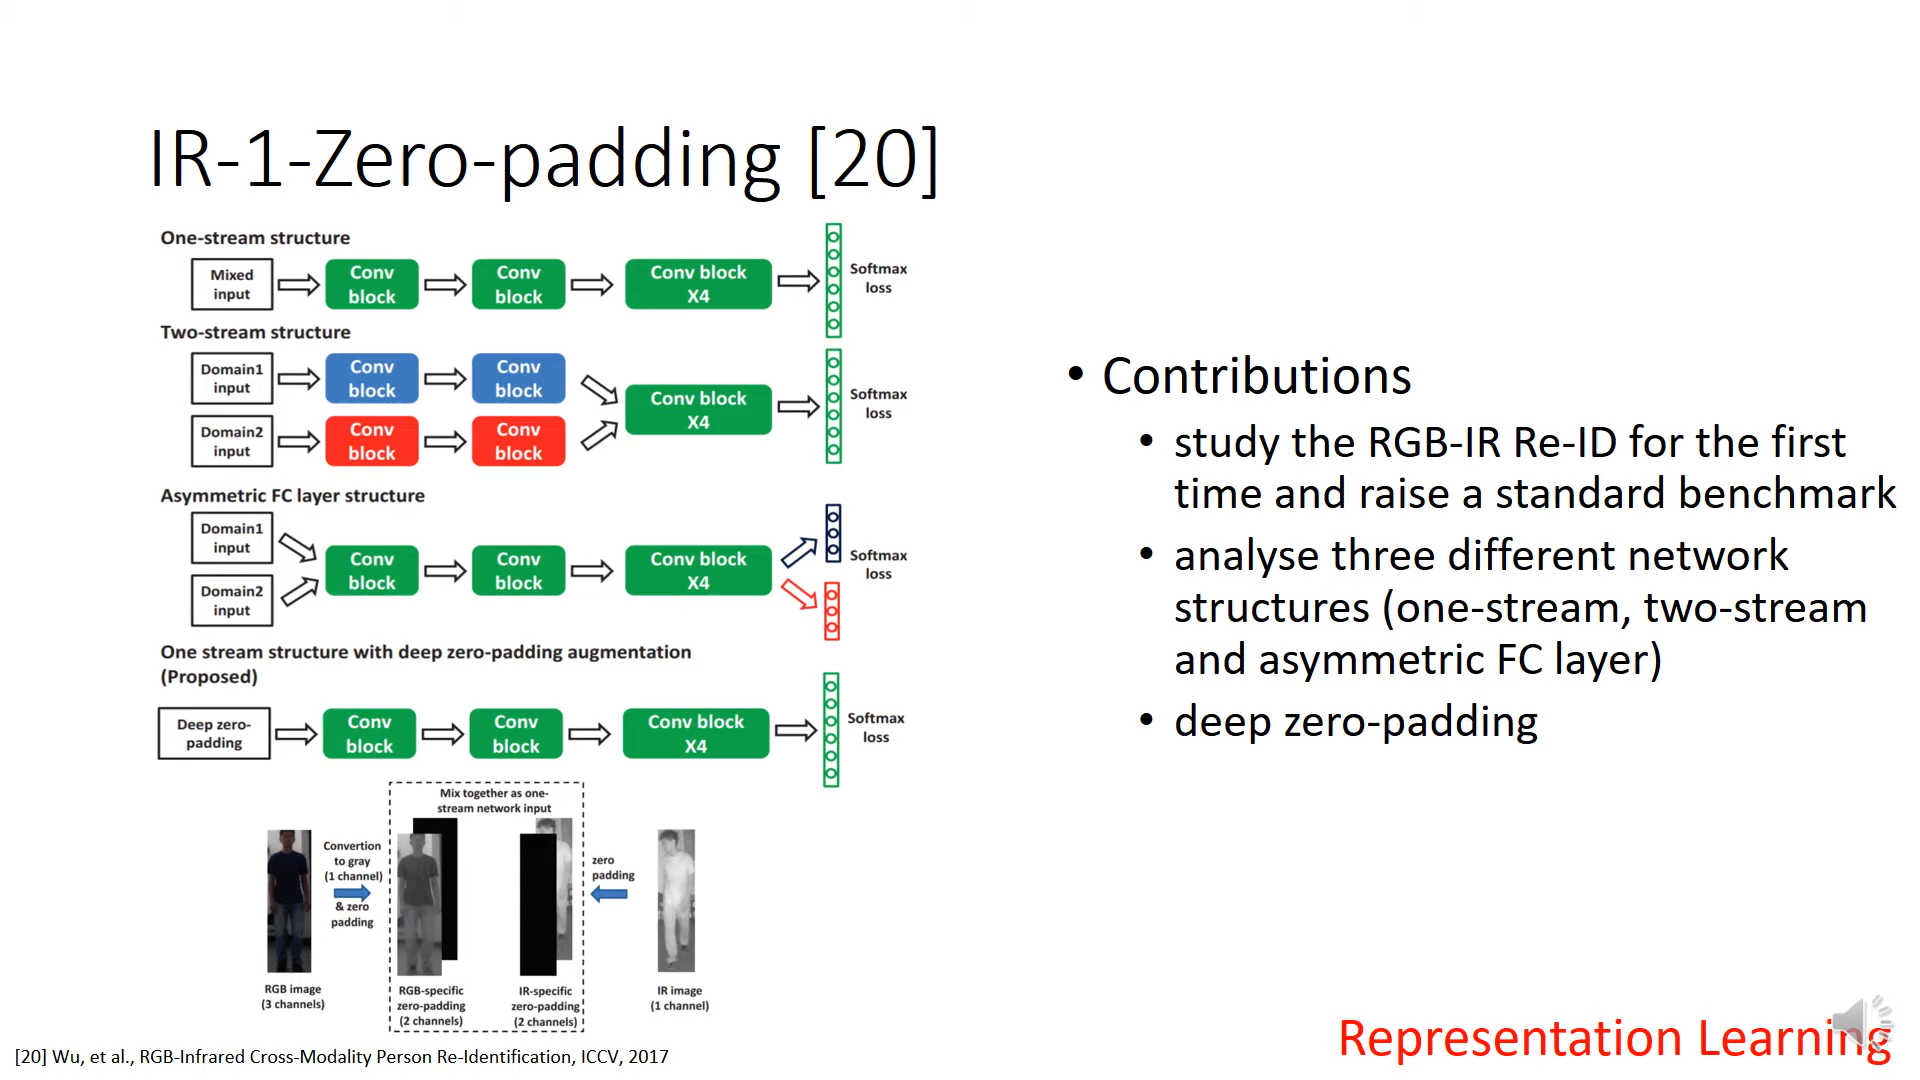 IR-1-Zero-padding [20]
One-stream structure
Mixed
input
Conv
block
Conv
block
Conv block
X4
Softmax
loss
Two-stream structure
Domain1
input
Conv
block
Conv
block
Domain2
input
Conv
block
Conv
block
Conv block
X4
Softmax
loss
Asymmetric FC layer structure
Domain1
input
Domain2
input
Conv
block
Conv
block
Conv block
X4
Softmax
loss
One stream structure with deep zero-padding augmentation
(Proposed)
Deep zero-
padding
Conv
block
Conv
block
Conv block
X4
Softmax
loss
Mix together as one-
stream network input
Convertion
to gray
(1 channel)
& zero
padding
zero
padding
RGB image
(3 channels)
RGB-specific
zero-padding
(2 channels)
IR-specific
zero-padding
(2 channels)
IR image
(1 channel)
• Contributions
• study the RGB-IR Re-ID for the first
time and raise a standard benchmark
• analyse three different network
structures (one-stream, two-stream
and asymmetric FC layer)
• deep zero-padding
Representation Learning
[20] Wu, et al., RGB-Infrared Cross-Modality Person Re-Identification, ICCV, 2017